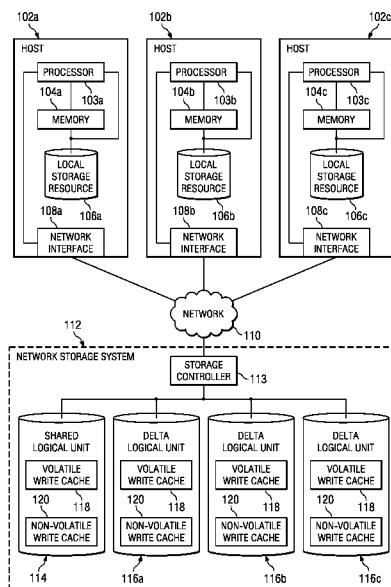 102a 102b 102c
HOST HOST HOST
PROCESSOR PROCESSOR PROCESSOR
104a 103a 104b 103b 104c 103c
MEMORY MEMORY MEMORY
LOCAL STORAGE RESOURCE LOCAL STORAGE RESOURCE LOCAL STORAGE RESOURCE
108a 106a 108b 106b 108c 106c
NETWORK INTERFACE NETWORK INTERFACE NETWORK INTERFACE
NETWORK
110
112
NETWORK STORAGE SYSTEM
STORAGE CONTROLLER
113
SHARED LOGICAL UNIT DELTA LOGICAL UNIT DELTA LOGICAL UNIT DELTA LOGICAL UNIT
VOLATILE WRITE CACHE VOLATILE WRITE CACHE VOLATILE WRITE CACHE VOLATILE WRITE CACHE
120 118 120 118 120 118 120 118
NON-VOLATILE WRITE CACHE NON-VOLATILE WRITE CACHE NON-VOLATILE WRITE CACHE NON-VOLATILE WRITE CACHE
114 116a 116b 116c